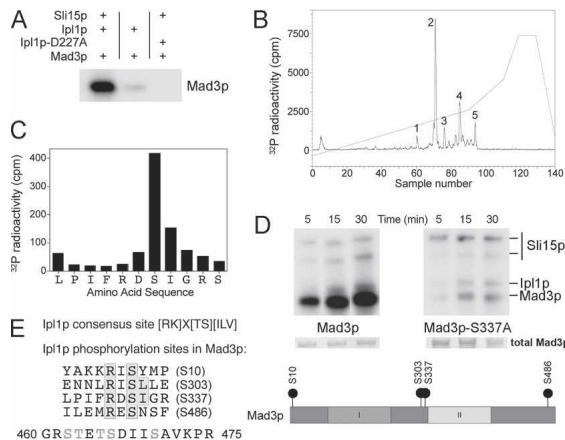 A
Sli15p + +
Ipl1p + +
Ipl1p-D227A +
Mad3p + + +
Mad3p
B
32P radioactivity (cpm)
7500
5000
2500
0
1 2 3 4 5
0 20 40 60 80 100 120 140
Sample number
C
32P radioactivity (cpm)
400
300
200
100
0
L P I F R D S I G R S
Amino Acid Sequence
D
5 15 30 Time (min) 5 15 30
Sli15p
Ipl1p
Mad3p
Mad3p Mad3p-S337A
total Mad3p
E
Ipl1p consensus site [RK]X[TS][ILV]
Ipl1p phosphorylation sites in Mad3p:
YAKKRISYMP (S10)
ENNLRISLLE (S303)
LPIFRDSIGR (S337)
ILEMRESNSF (S486)
460 GRSTETSDIISAVKPR 475
S10 S303 S337 S486
Mad3p I II